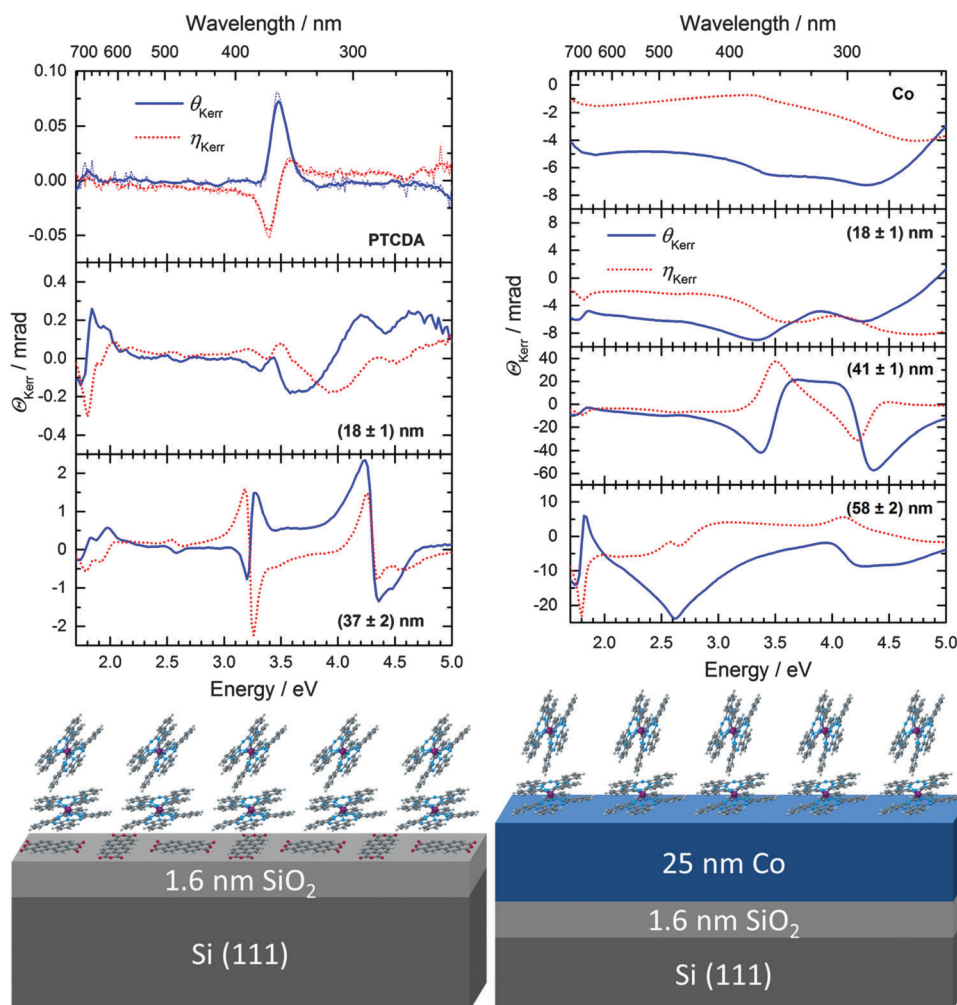 Wavelength / nm
700 600 500 400 300
0.10
0.05
0.00
-0.05
θKerr
ηKerr
PTCDA
0.4
0.2
0.0
-0.2
-0.4
(18 ± 1) nm
ΘKerr / mrad
2
1
0
-1
2
(37 ± 2) nm
2.0 2.5 3.0 3.5 4.0 4.5 5.0
Energy / eV
1.6 nm SiO2
Si (111)
Wavelength / nm
700 600 500 400 300
0
-2
-4
-6
-8
Co
8
4
0
-4
-8
θKerr
ηKerr
(18 ± 1) nm
ΘKerr / mrad
40
20
0
-20
-40
-60
(41 ± 1) nm
10
0
-10
-20
(58 ± 2) nm
2.0 2.5 3.0 3.5 4.0 4.5 5.0
Energy / eV
25 nm Co
1.6 nm SiO2
Si (111)